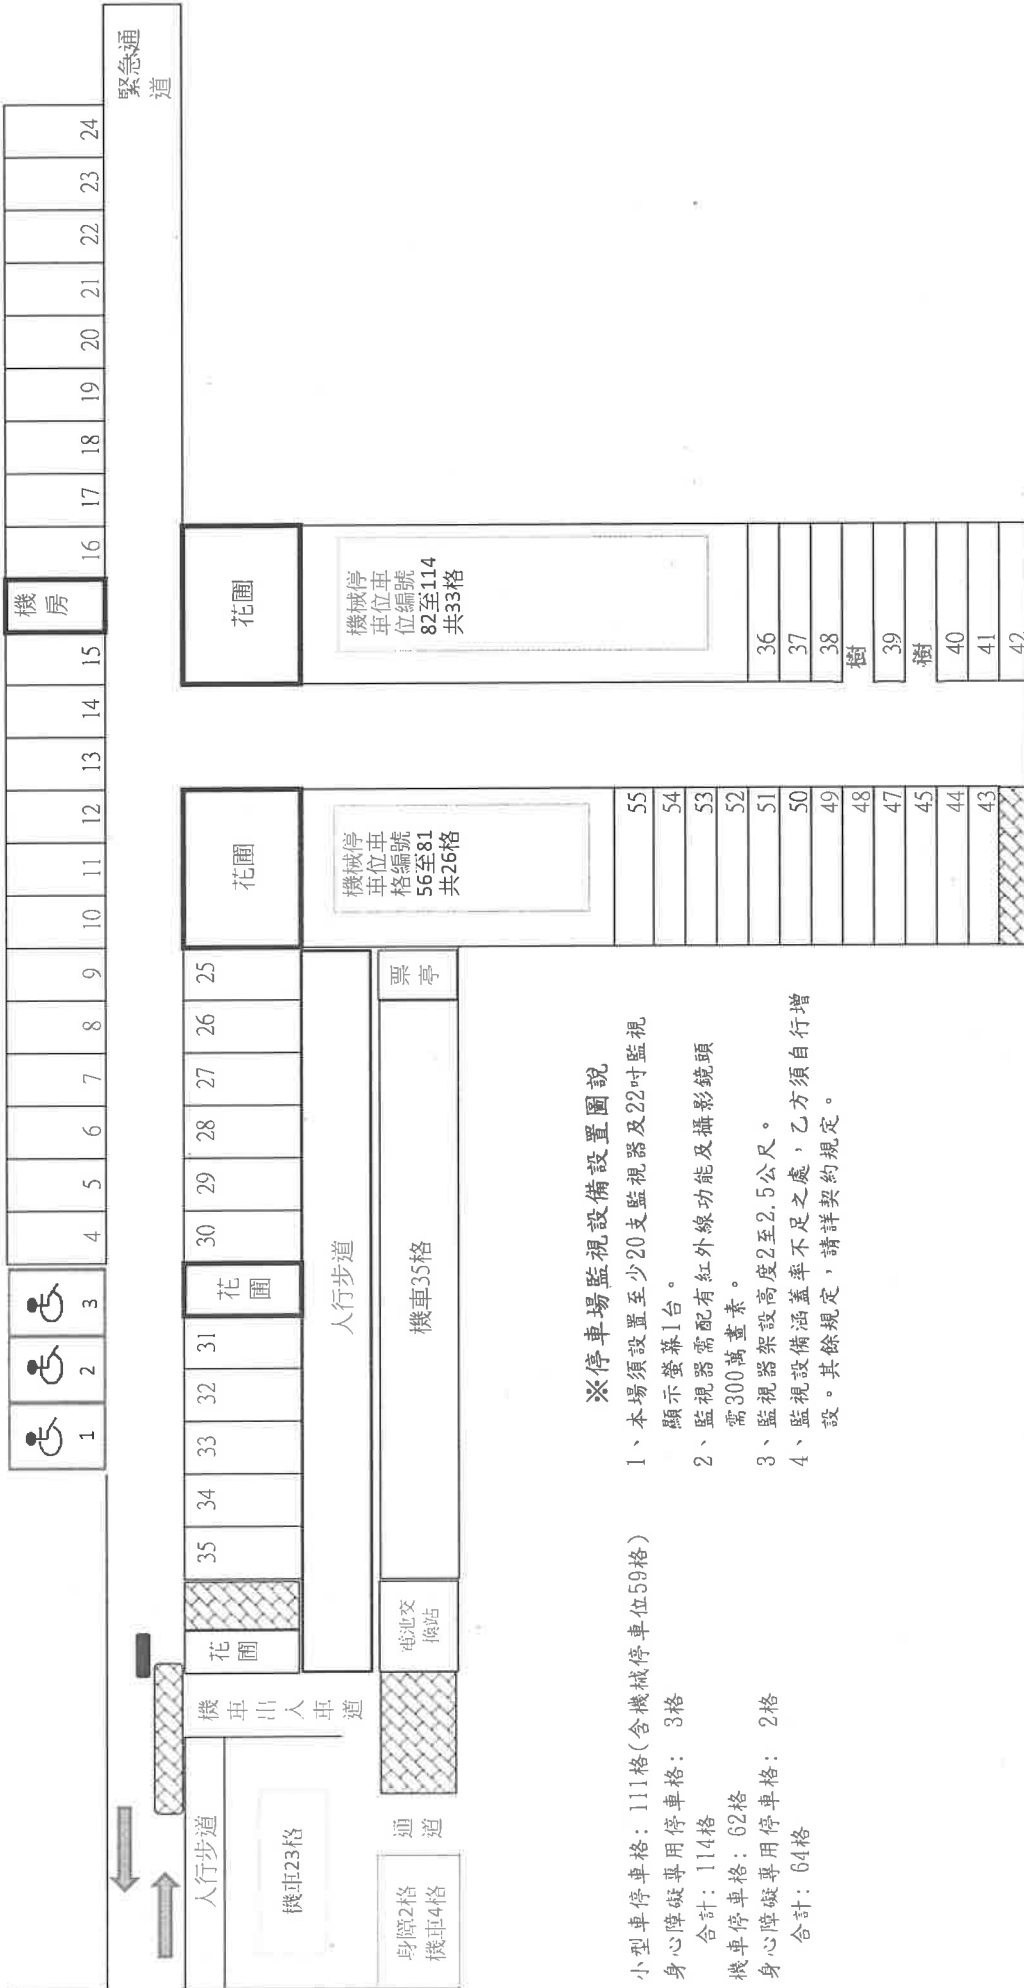 緊急通
道
24
23
22
21
20
19
18
17
16
機
房
15
14
13
12
11
10
9
8
7
6
5
4
3
2
1
花圃
機械停
車位車
位編號
82至114
共33格
36
37
38
樹
39
樹
40
41
42
花圃
機械停
車位車
格編號
56至81
共26格
55
54
53
52
51
50
49
48
47
45
44
43
25
26
27
28
29
30
花
圃
31
32
33
34
35
花
圃
人行步道
票
亭
機車35格
電池交
換站
機
車
出
入
車
道
人行步道
機車23格
通
道
身障2格
機車4格
※停車場監視設備設置圖說
1、本場須設置至少20支監視器及22吋監視
顯示螢幕1台。
2、監視器需配有紅外線功能及攝影鏡頭
需300萬畫素。
3、監視器架設高度2至2.5公尺。
4、監視設備涵蓋率不足之處，乙方須自行增
設。其餘規定，請詳契約規定。
小型車停車格：111格(含機械停車位59格)
身心障礙專用停車格： 3格
合計：114格
機車停車格：62格
身心障礙專用停車格： 2格
合計：64格